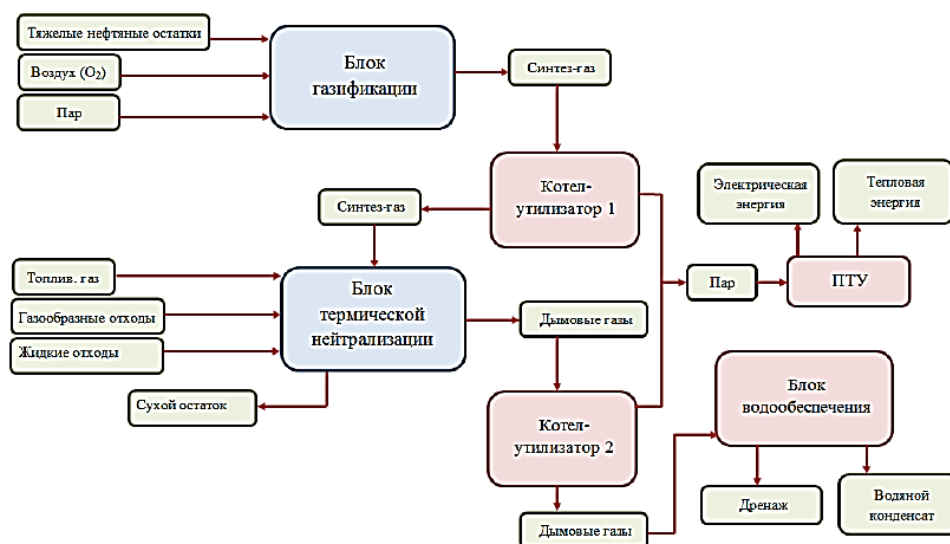 Тяжелые нефтяные остатки
Воздух (O₂)
Пар
Блок
газификации
Синтез-газ
Котел-
утилизатор 1
Синтез-газ
Электрическая
энергия
Тепловая
энергия
Пар
ПТУ
Топлив. газ
Газообразные отходы
Жидкие отходы
Блок
термической
нейтрализации
Дымовые газы
Сухой остаток
Котел-
утилизатор 2
Блок
водообеспечения
Дымовые газы
Дренаж
Водяной
конденсат